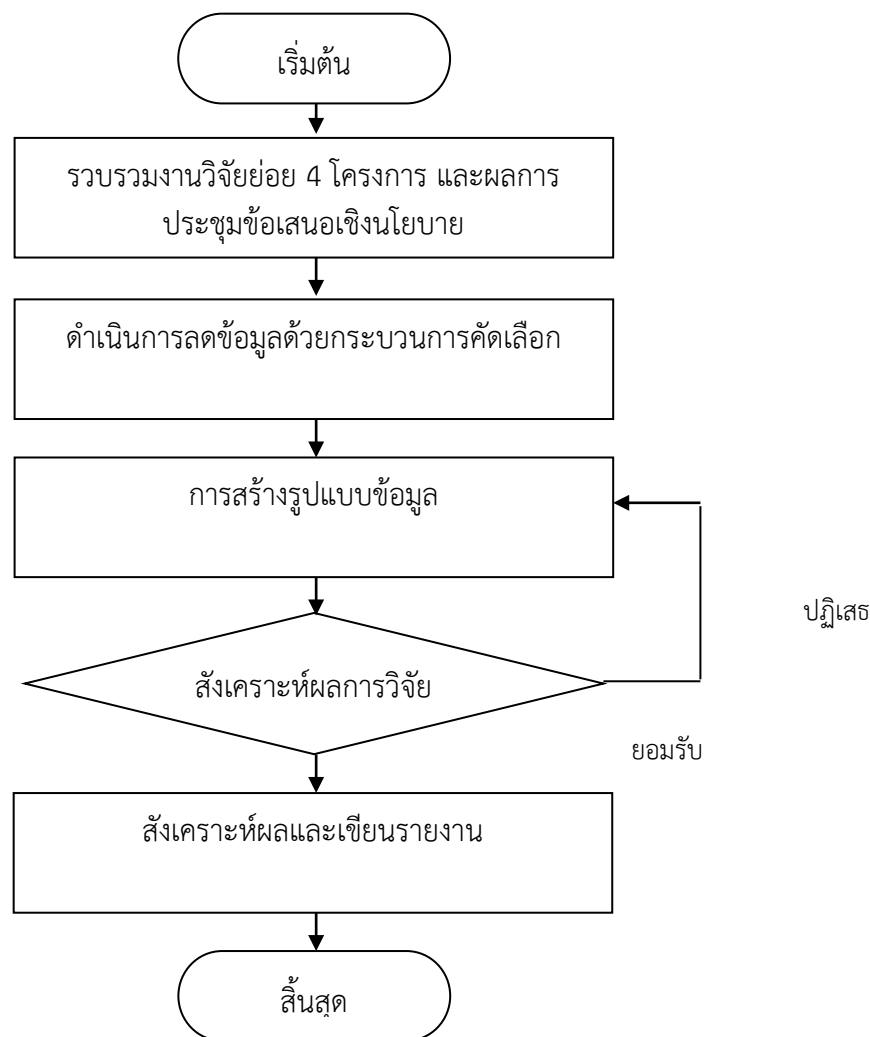 เริ่มต้น
รวบรวมงานวิจัยย่อย 4 โครงการ และผลการ
ประชุมข้อเสนอเชิงนโยบาย
ดำเนินการลดข้อมูลด้วยกระบวนการคัดเลือก
การสร้างรูปแบบข้อมูล
ปฏิเสธ
สังเคราะห์ผลการวิจัย
ยอมรับ
สังเคราะห์ผลและเขียนรายงาน
สิ้นสุด